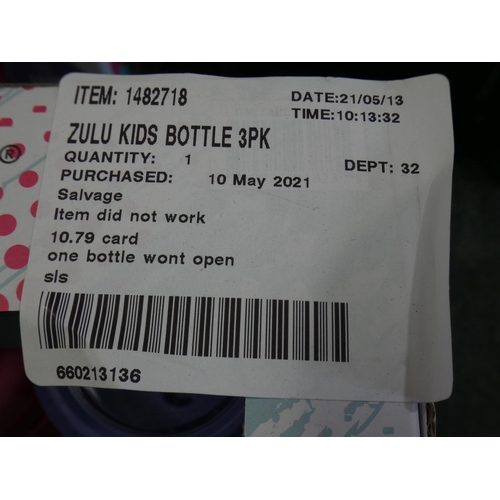 ITEM: 1482718 DATE:21/05/13
TIME:10:13:32
ZULU KIDS BOTTLE 3PK
QUANTITY: 1 DEPT: 32
PURCHASED: 10 May 2021
Salvage
Item did not work
10.79 card
one bottle wont open
sls
660213136
®